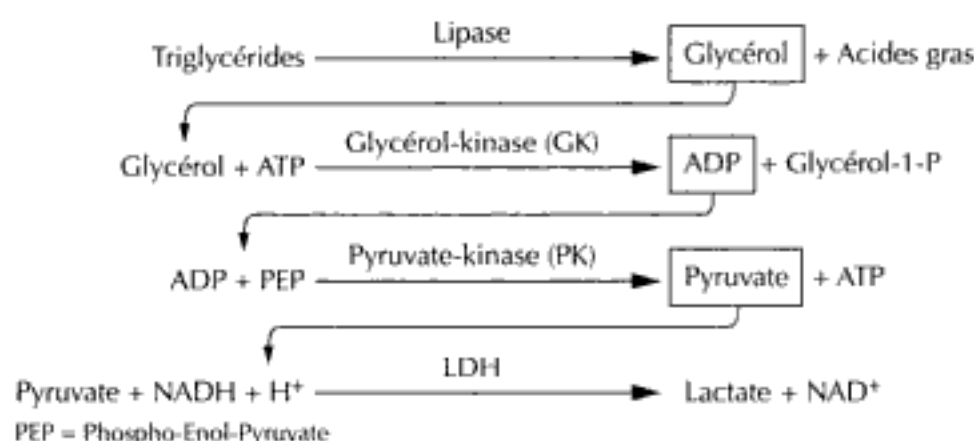 Lipase
Triglycérides Glycérol + Acides gras
Glycérol-kinase (GK)
Glycérol + ATP ADP + Glycérol-1-P
Pyruvate-kinase (PK)
ADP + PEP Pyruvate + ATP
LDH
Pyruvate + NADH + H⁺ Lactate + NAD⁺
PEP = Phospho-Enol-Pyruvate